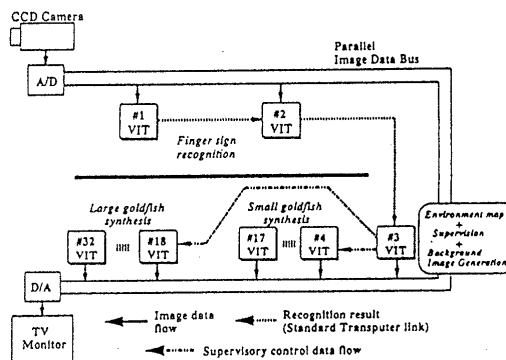 CCD Camera
Parallel
Image Data Bus
A/D
#1
VIT
#2
VIT
Finger sign
recognition
Large goldfish
synthesis
Small goldfish
synthesis
#32
VIT
#18
VIT
#17
VIT
#4
VIT
#3
VIT
Environment map
+
Supervision
+
Background
Image Generation
D/A
TV
Monitor
Image data
flow
Recognition result
(Standard Transputer link)
Supervisory control data flow